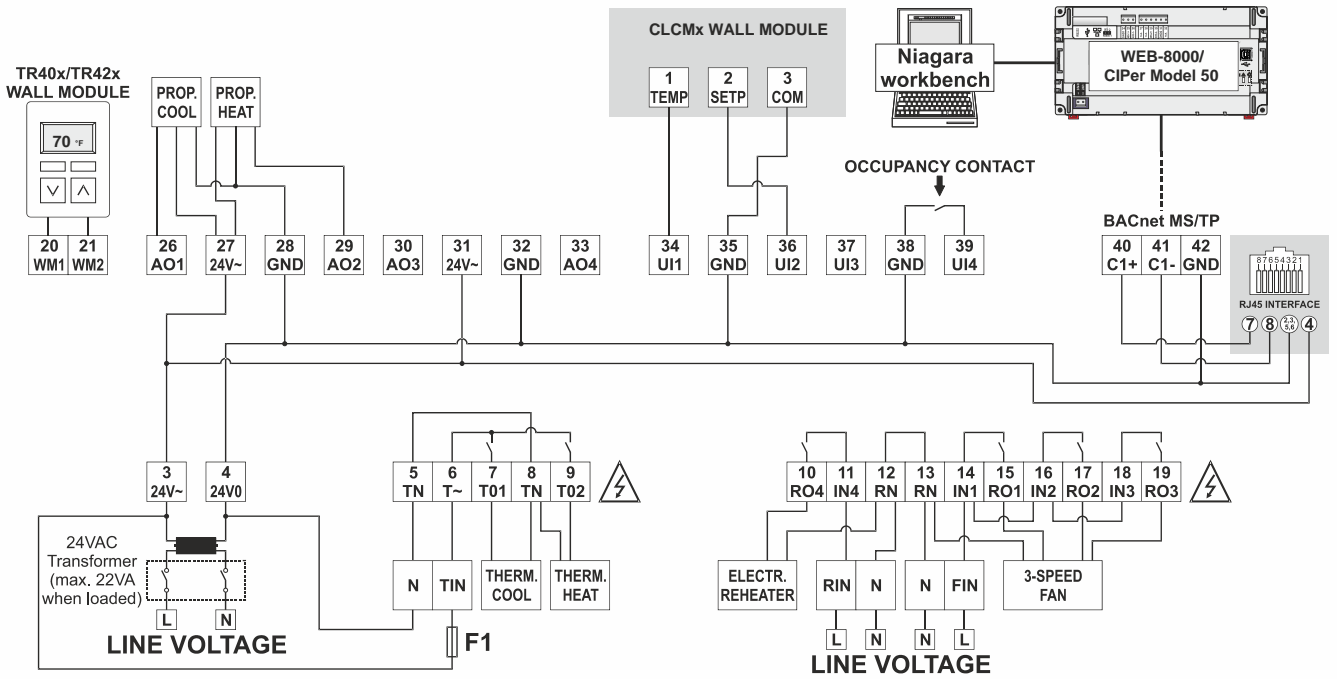 CLCMx WALL MODULE
1 TEMP
2 SETP
3 COM
Niagara
workbench
WEB-8000/
CIPer Model 50
TR40x/TR42x
WALL MODULE
70 °F
PROP.
COOL
PROP.
HEAT
OCCUPANCY CONTACT
BACnet MS/TP
20 WM1
21 WM2
26 AO1
27 24V~
28 GND
29 AO2
30 AO3
31 24V~
32 GND
33 AO4
34 UI1
35 GND
36 UI2
37 UI3
38 GND
39 UI4
40 C1+
41 C1-
42 GND
87654321
RJ45 INTERFACE
7
8
2,3,
5,6
4
3 24V~
4 24V0
5 TN
6 T~
7 T01
8 TN
9 T02
10 RO4
11 IN4
12 RN
13 RN
14 IN1
15 RO1
16 IN2
17 RO2
18 IN3
19 RO3
24VAC
Transformer
(max. 22VA
when loaded)
L
N
LINE VOLTAGE
N
TIN
THERM.
COOL
THERM.
HEAT
F1
ELECTR.
REHEATER
RIN
N
N
FIN
3-SPEED
FAN
L
N
N
L
LINE VOLTAGE